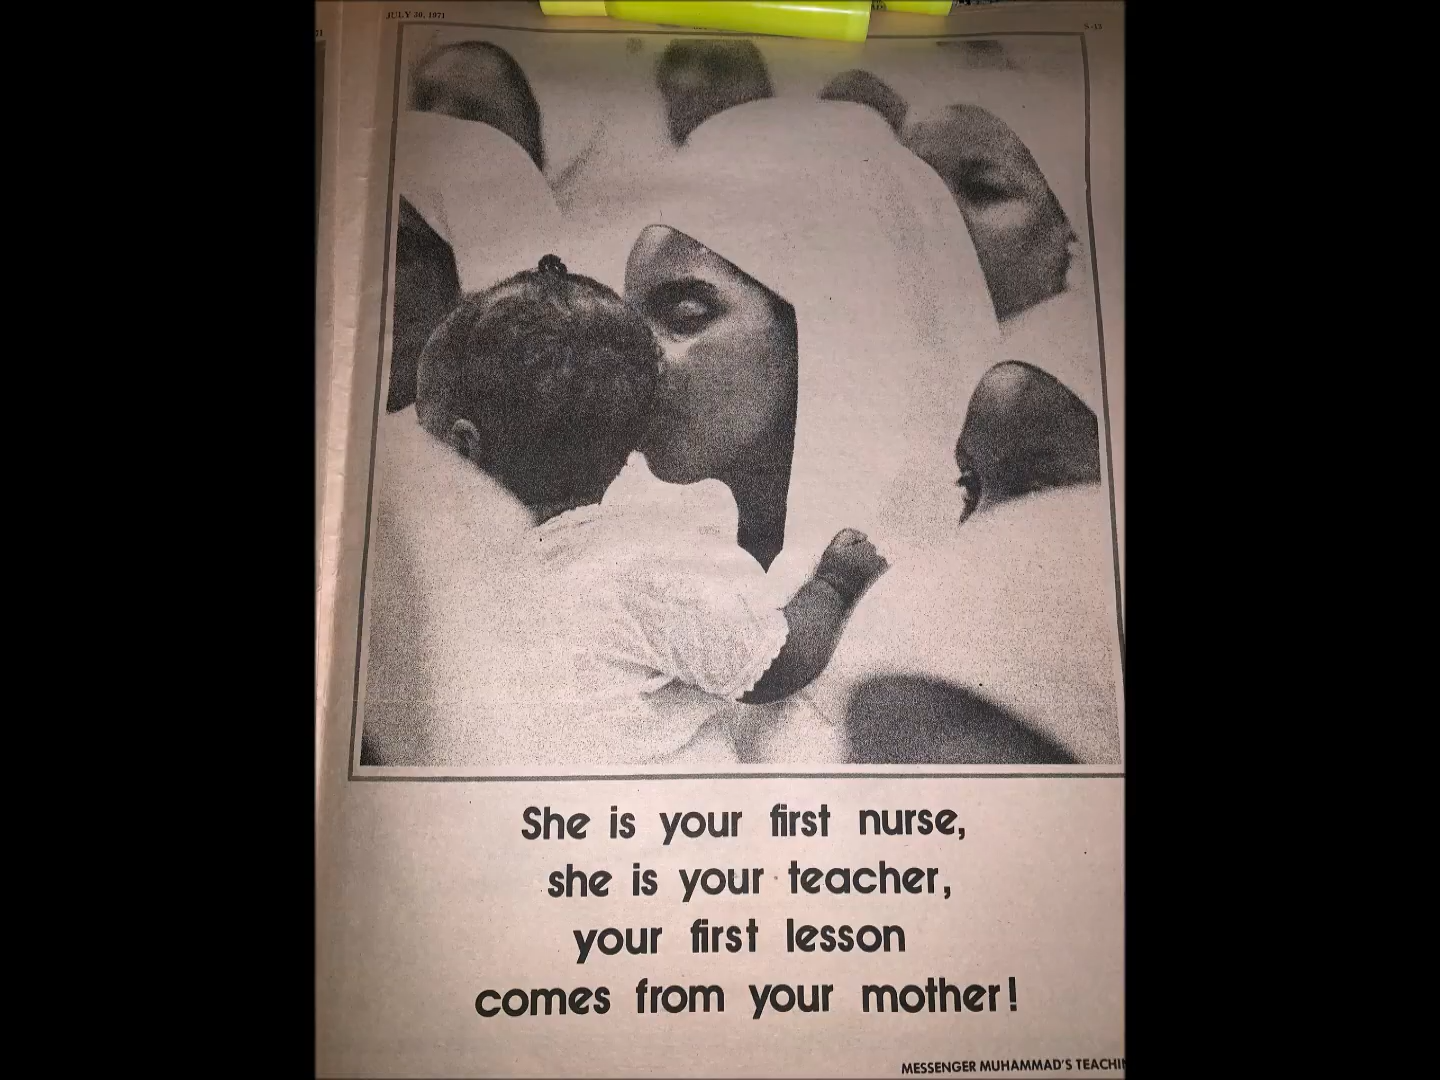 JULY 30, 1971
She is your first nurse,
she is your teacher,
your first lesson
comes from your mother!
MESSENGER MUHAMMAD'S TEACHIN